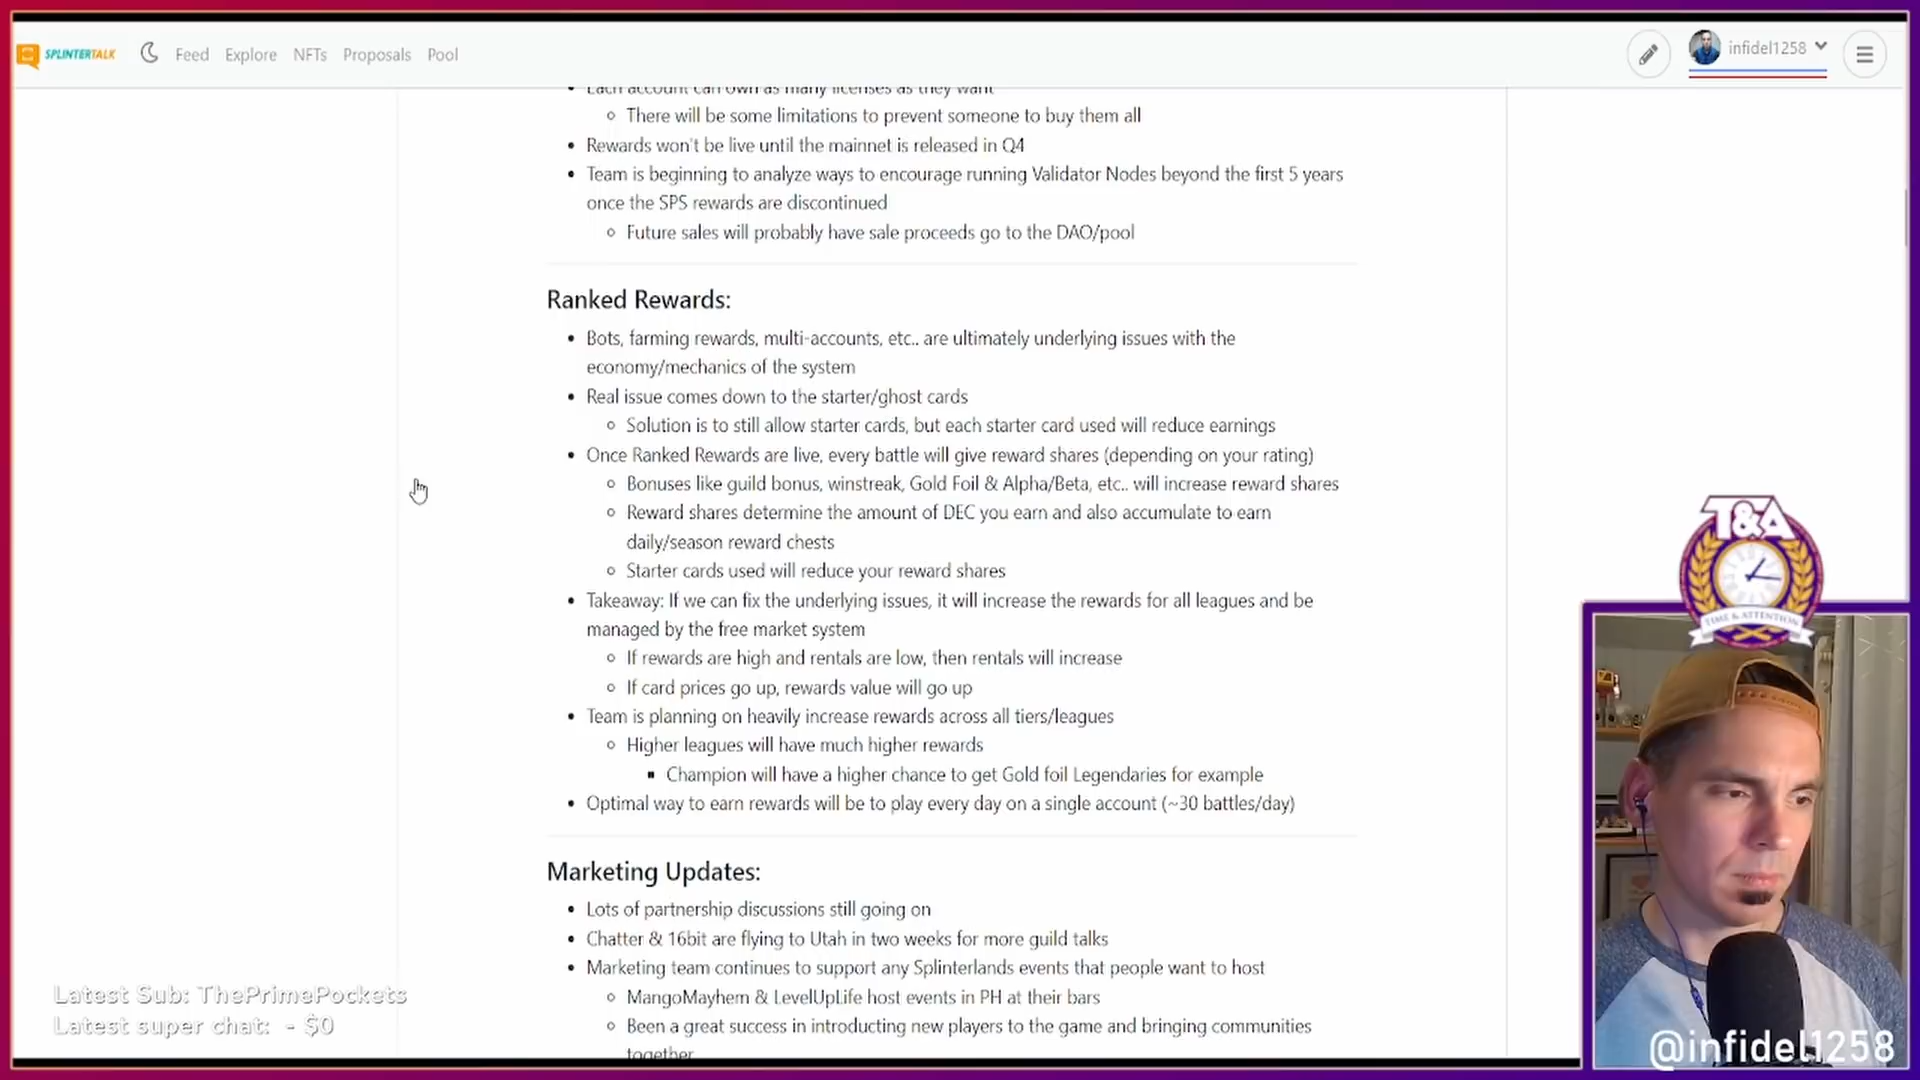 SPLINTERTALK
Feed
Explore
NFTs
Proposals
Pool
infidel1258
Each account can own as many licenses as they want
There will be some limitations to prevent someone to buy them all
Rewards won't be live until the mainnet is released in Q4
Team is beginning to analyze ways to encourage running Validator Nodes beyond the first 5 years
once the SPS rewards are discontinued
Future sales will probably have sale proceeds go to the DAO/pool
Ranked Rewards:
Bots, farming rewards, multi-accounts, etc.. are ultimately underlying issues with the
economy/mechanics of the system
Real issue comes down to the starter/ghost cards
Solution is to still allow starter cards, but each starter card used will reduce earnings
Once Ranked Rewards are live, every battle will give reward shares (depending on your rating)
Bonuses like guild bonus, winstreak, Gold Foil & Alpha/Beta, etc.. will increase reward shares
Reward shares determine the amount of DEC you earn and also accumulate to earn
daily/season reward chests
Starter cards used will reduce your reward shares
Takeaway: If we can fix the underlying issues, it will increase the rewards for all leagues and be
managed by the free market system
If rewards are high and rentals are low, then rentals will increase
If card prices go up, rewards value will go up
Team is planning on heavily increase rewards across all tiers/leagues
Higher leagues will have much higher rewards
Champion will have a higher chance to get Gold foil Legendaries for example
Optimal way to earn rewards will be to play every day on a single account (~30 battles/day)
Marketing Updates:
Lots of partnership discussions still going on
Chatter & 16bit are flying to Utah in two weeks for more guild talks
Marketing team continues to support any Splinterlands events that people want to host
MangoMayhem & LevelUpLife host events in PH at their bars
Been a great success in introducting new players to the game and bringing communities
together
Latest Sub: ThePrimePockets
Latest super chat: - $0
T&A
TIME & ATTENTION
@infidel1258